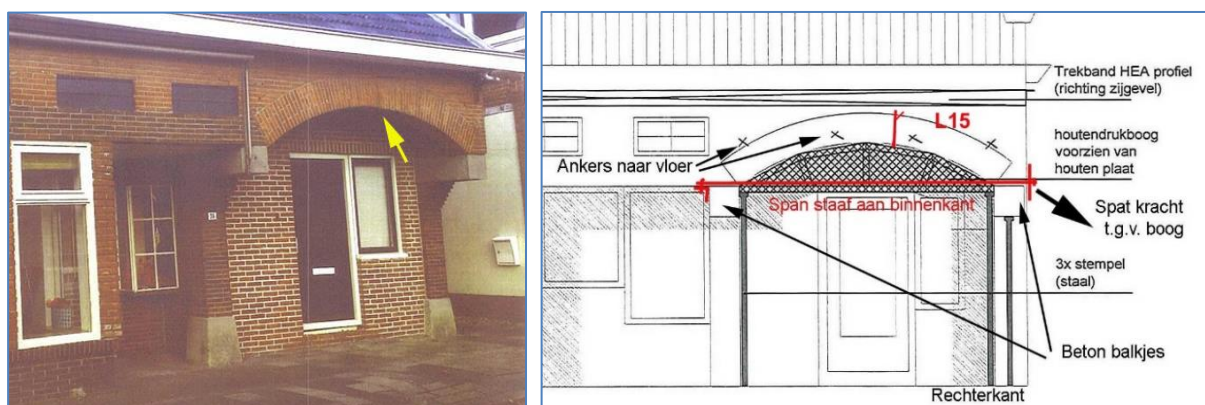 Trekband HEA profiel
(richting zijgevel)
L15
houtendrukboog
voorzien van
houten plaat
Ankers naar vloer
Span staaf aan binnenkant
Spat kracht
t.g.v. boog
3x stempel
(staal)
Beton balkjes
Rechterkant